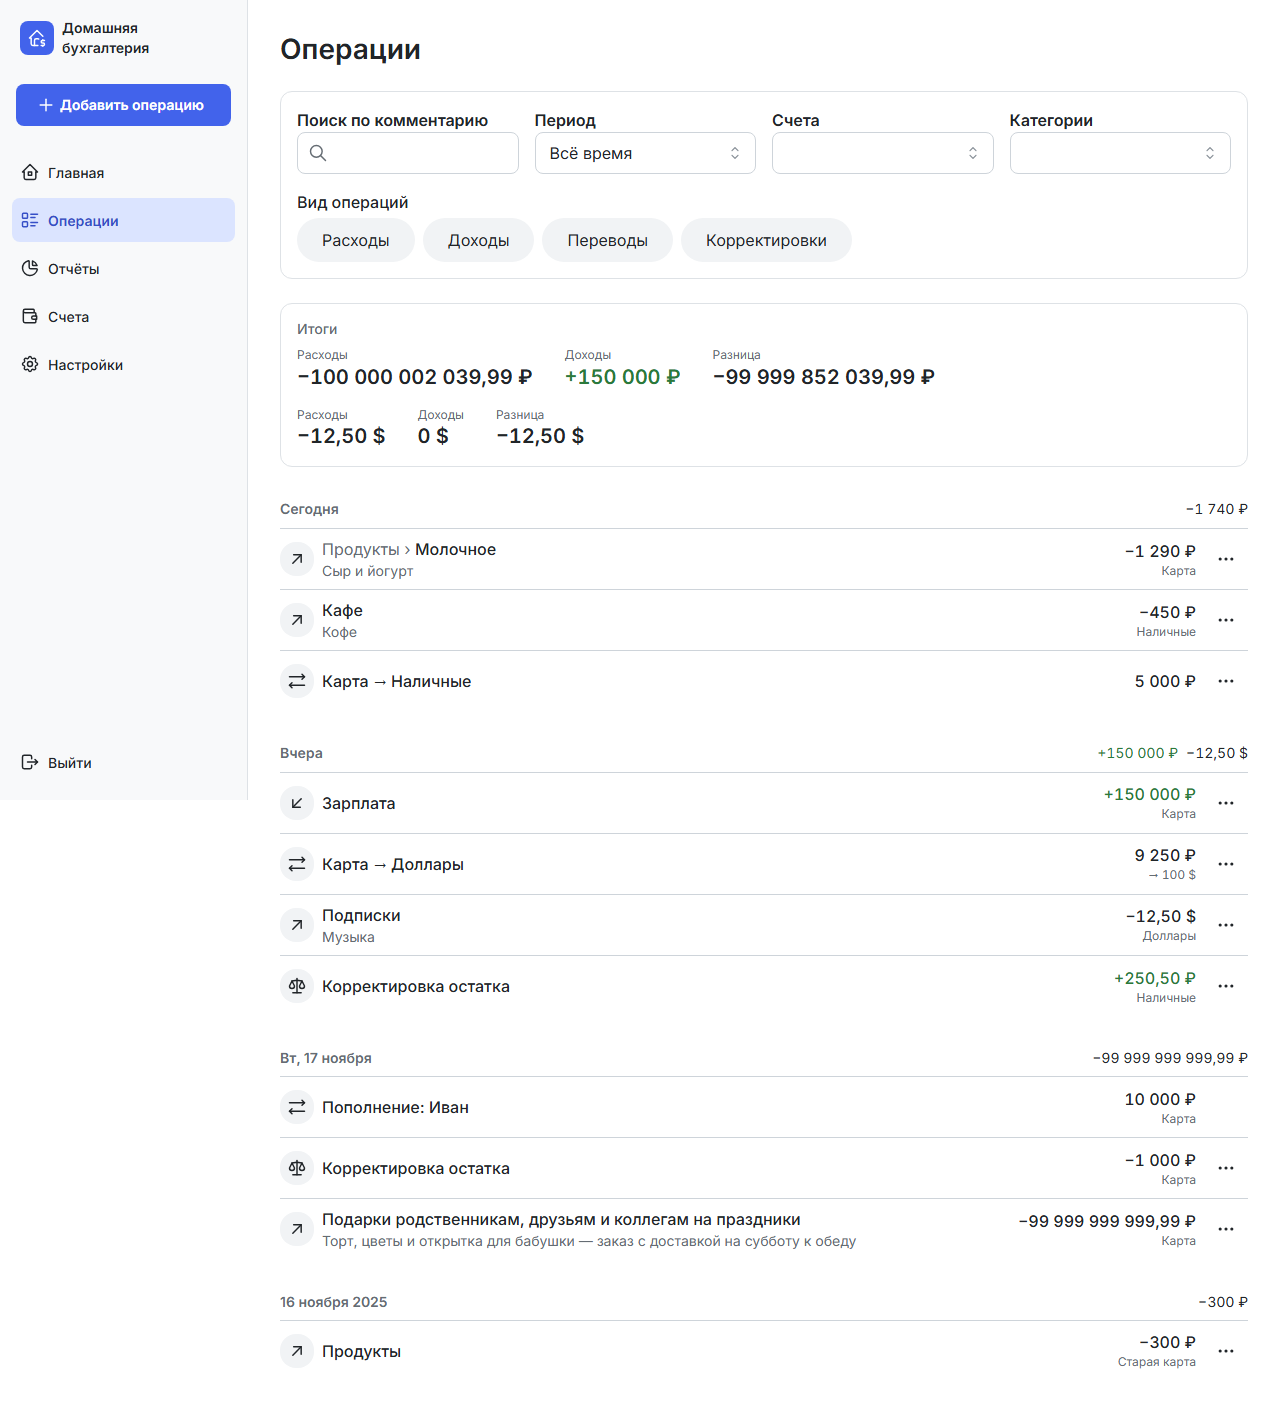 Домашняя
бухгалтерия
Добавить операцию
Главная
Операции
Отчёты
Счета
Настройки
Выйти
Операции
Поиск по комментарию
Период
Счета
Категории
Всё время
Вид операций
Расходы
Доходы
Переводы
Корректировки
Итоги
Расходы
Доходы
Разница
−100 000 002 039,99 ₽
+150 000 ₽
−99 999 852 039,99 ₽
Расходы
Доходы
Разница
−12,50 $
0 $
−12,50 $
Сегодня
−1 740 ₽
Продукты › Молочное
Сыр и йогурт
−1 290 ₽
Карта
Кафе
Кофе
−450 ₽
Наличные
Карта → Наличные
5 000 ₽
Вчера
+150 000 ₽ −12,50 $
Зарплата
+150 000 ₽
Карта
Карта → Доллары
9 250 ₽
→ 100 $
Подписки
Музыка
−12,50 $
Доллары
Корректировка остатка
+250,50 ₽
Наличные
Вт, 17 ноября
−99 999 999 999,99 ₽
Пополнение: Иван
10 000 ₽
Карта
Корректировка остатка
−1 000 ₽
Карта
Подарки родственникам, друзьям и коллегам на праздники
Торт, цветы и открытка для бабушки — заказ с доставкой на субботу к обеду
−99 999 999 999,99 ₽
Карта
16 ноября 2025
−300 ₽
Продукты
−300 ₽
Старая карта